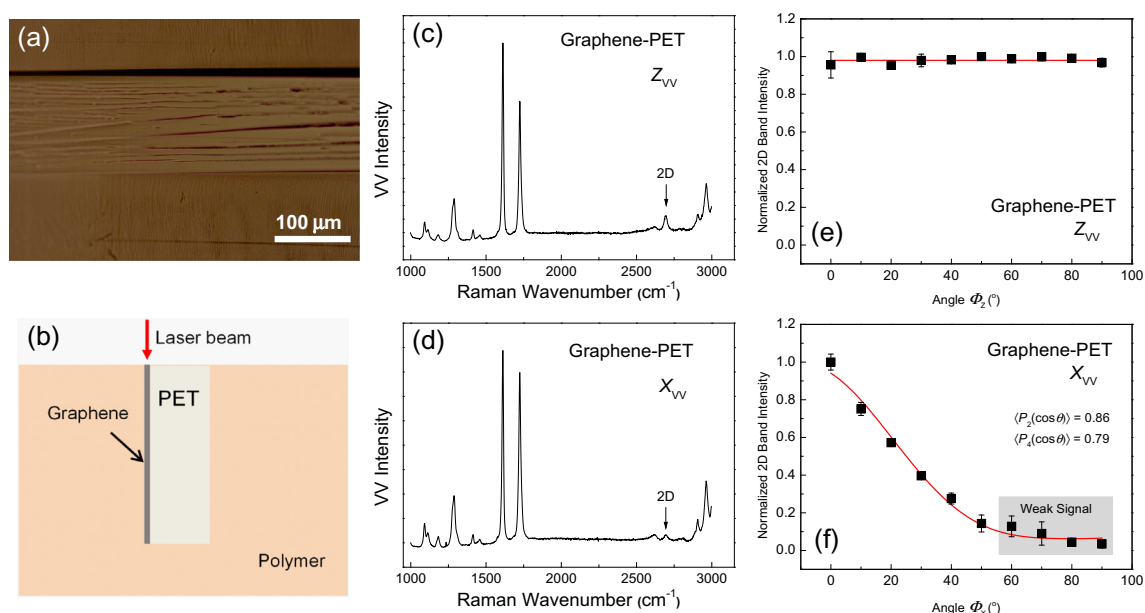 (a)
100 μm
(b)
Laser beam
PET
Graphene
Polymer
(c)
Graphene-PET
Z_VV
2D
VV Intensity
1000 1500 2000 2500 3000
Raman Wavenumber (cm⁻¹)
(d)
Graphene-PET
X_VV
2D
VV Intensity
1000 1500 2000 2500 3000
Raman Wavenumber (cm⁻¹)
1.2
1.0
0.8
0.6
0.4
0.2
0.0
Normalized 2D Band Intensity
Graphene-PET
Z_VV
(e)
0 20 40 60 80 100
Angle Φ_z (°)
1.2
1.0
0.8
0.6
0.4
0.2
0.0
Normalized 2D Band Intensity
Graphene-PET
X_VV
⟨P₂(cosθ)⟩ = 0.86
⟨P₄(cosθ)⟩ = 0.79
Weak Signal
(f)
0 20 40 60 80 100
Angle Φ_x (°)